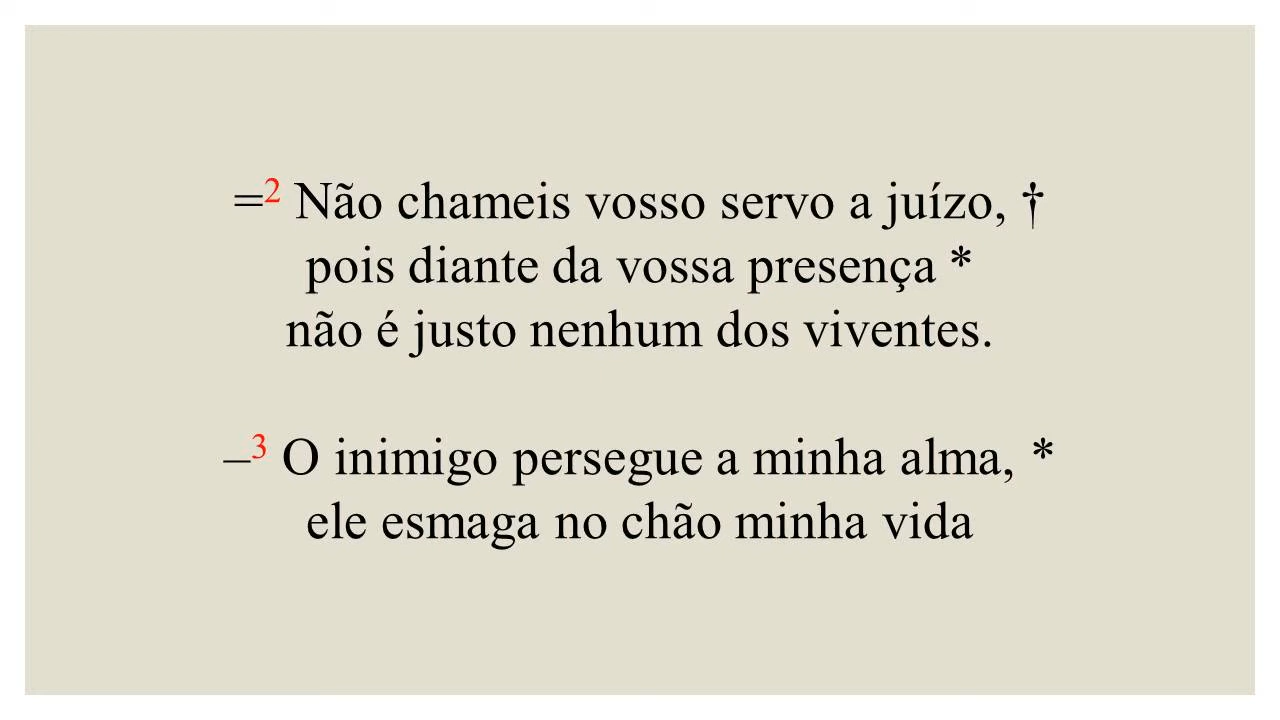 =2 Não chameis vosso servo a juízo, †
pois diante da vossa presença *
não é justo nenhum dos viventes.
–3 O inimigo persegue a minha alma, *
ele esmaga no chão minha vida